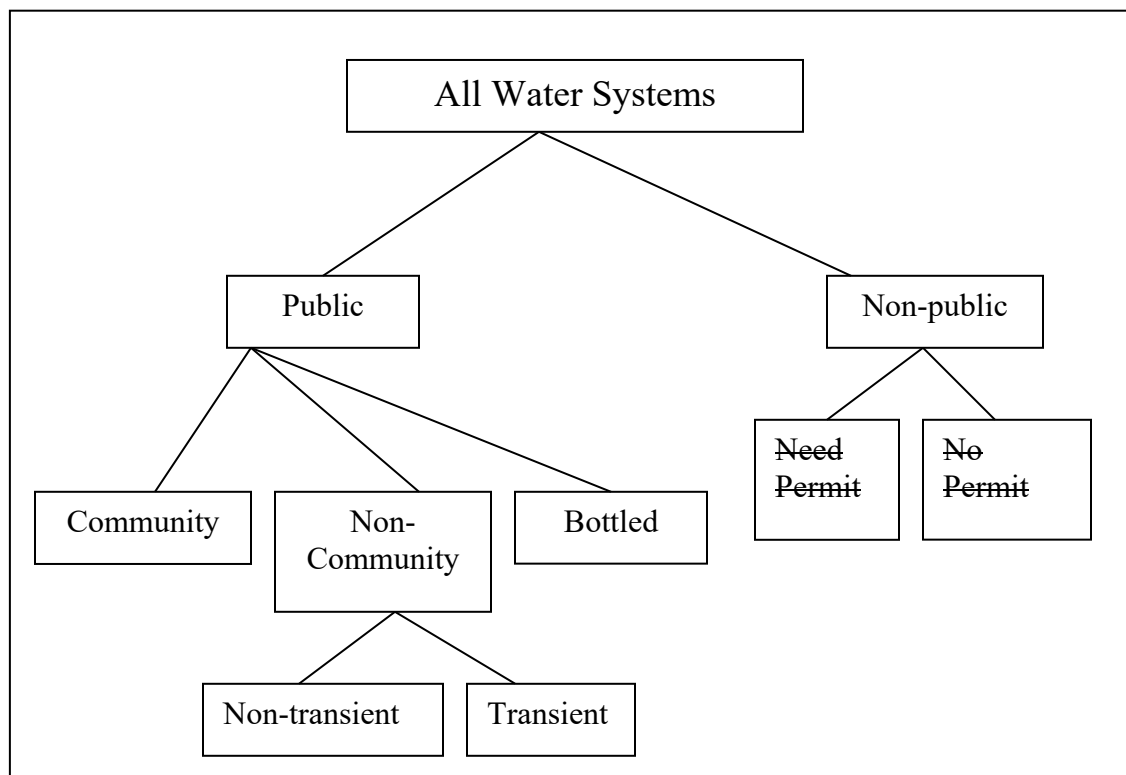 All Water Systems
Public
Non-public
Need
Permit
No
Permit
Community
Non-
Community
Bottled
Non-transient
Transient